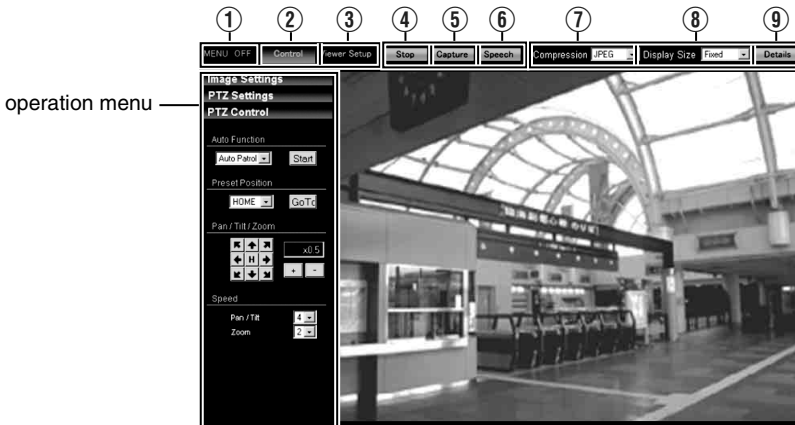 ① ② ③ ④ ⑤ ⑥ ⑦ ⑧ ⑨
MENU OFF Control Viewer Setup Stop Capture Speech Compression JPEG Display Size Fixed Details
operation menu
Image Settings
PTZ Settings
PTZ Control
Auto Function
Auto Patrol Start
Preset Position
HOME GoTo
Pan / Tilt / Zoom
H x0.5
+ -
Speed
Pan / Tilt 4
Zoom 2